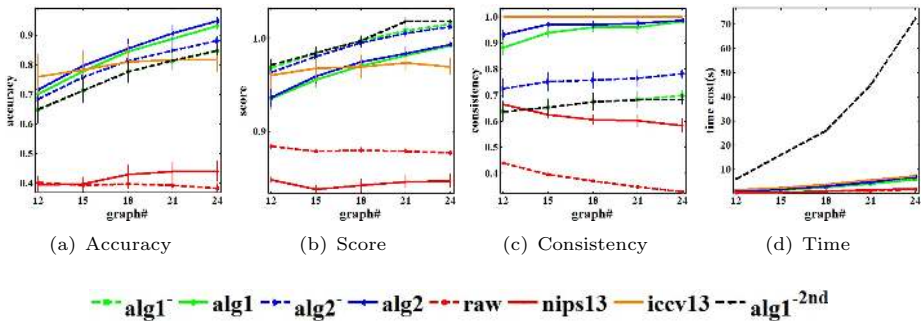 accuracy
0.9
0.8
0.7
0.6
0.5
0.4
12 15 18 21 24
graph#
(a) Accuracy
score
1.0
0.9
12 15 18 21 24
graph#
(b) Score
consistency
1.0
0.9
0.8
0.7
0.6
0.5
0.4
12 15 18 21 24
graph#
(c) Consistency
time cost(s)
70
60
50
40
30
20
10
12 15 18 21 24
graph#
(d) Time
alg1- alg1 alg2- alg2 raw nips13 iccv13 alg1-2nd